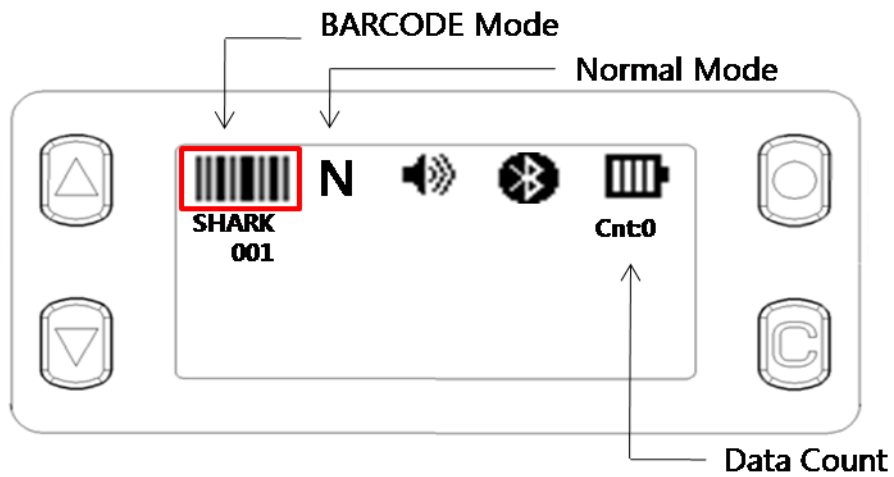 BARCODE Mode
Normal Mode
N
SHARK
001
Cnt:0
C
Data Count